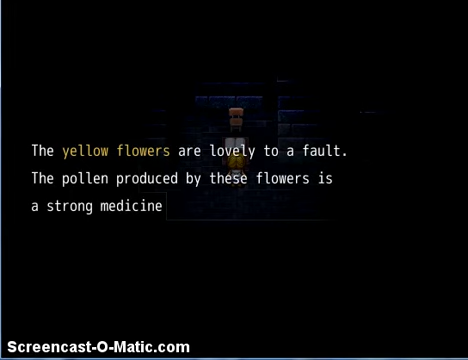 The yellow flowers are lovely to a fault.
The pollen produced by these flowers is
a strong medicine
Screencast-O-Matic.com